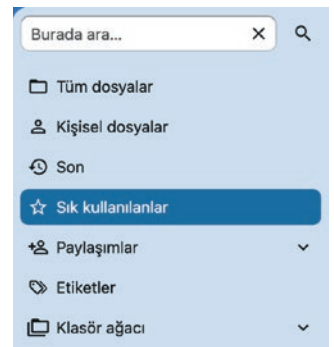 Burada ara...
Tüm dosyalar
Kişisel dosyalar
Son
Sık kullanılanlar
Paylaşımlar
Etiketler
Klasör ağacı